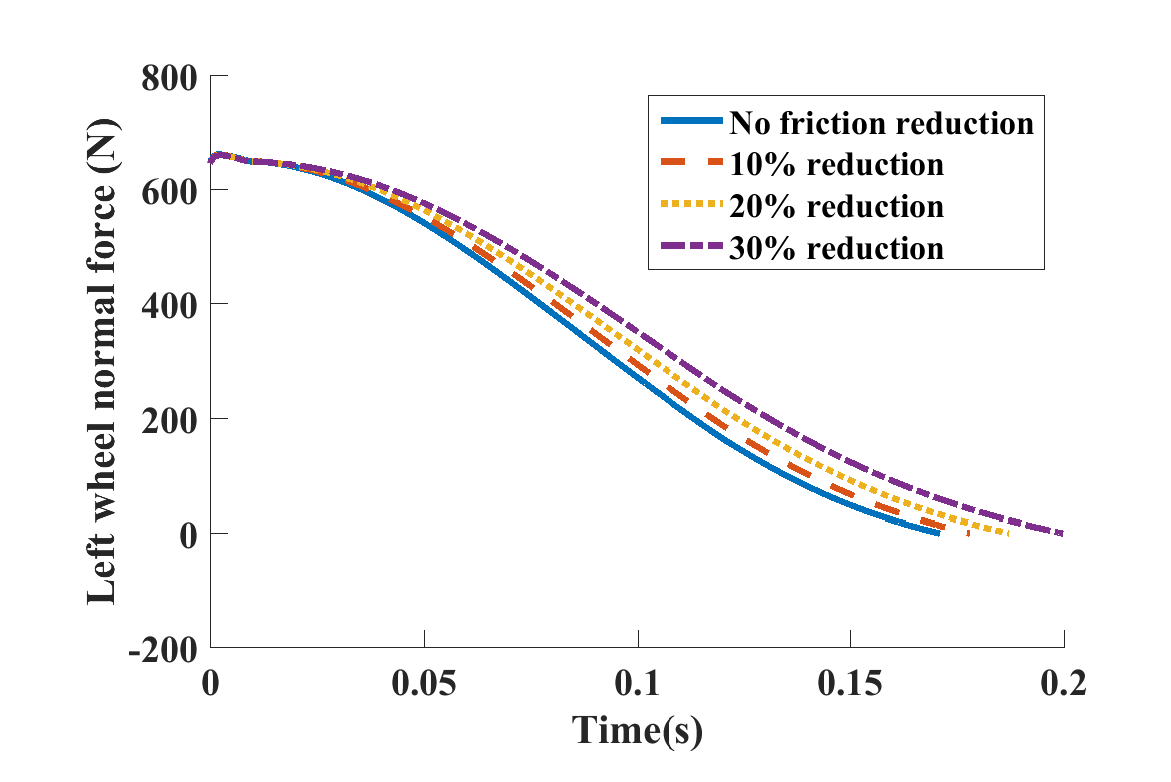 800
600
400
200
0
-200
Left wheel normal force (N)
No friction reduction
10% reduction
20% reduction
30% reduction
0 0.05 0.1 0.15 0.2
Time(s)